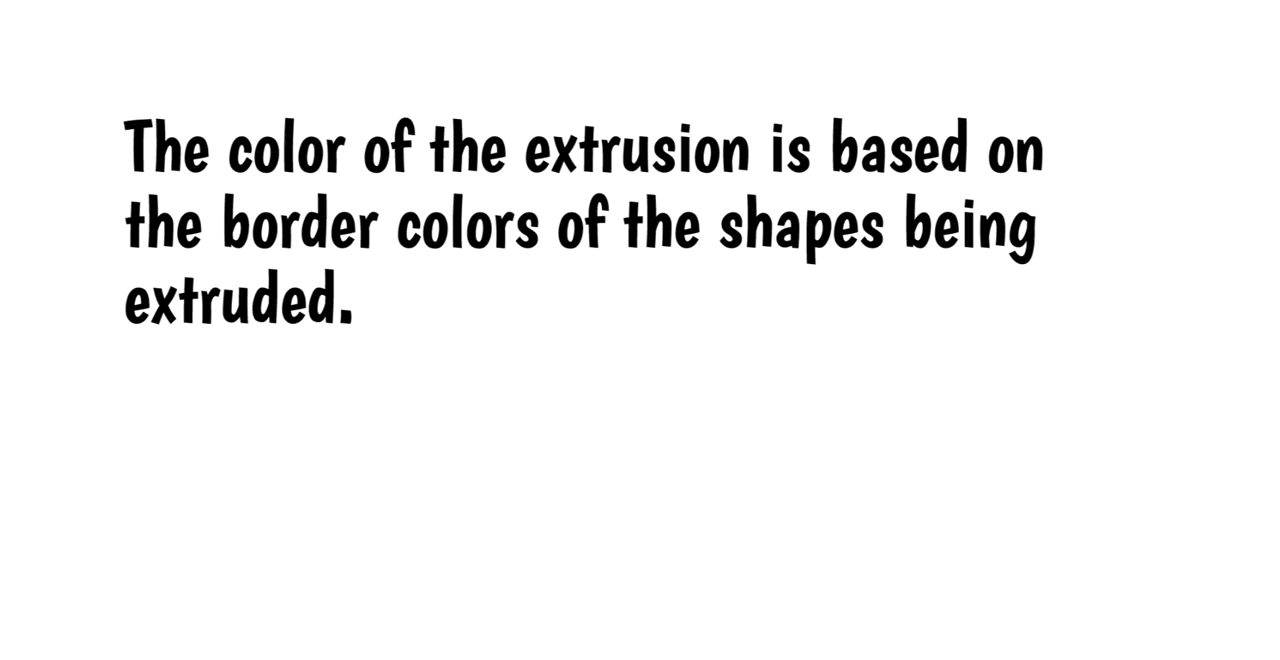 The color of the extrusion is based on
the border colors of the shapes being
extruded.